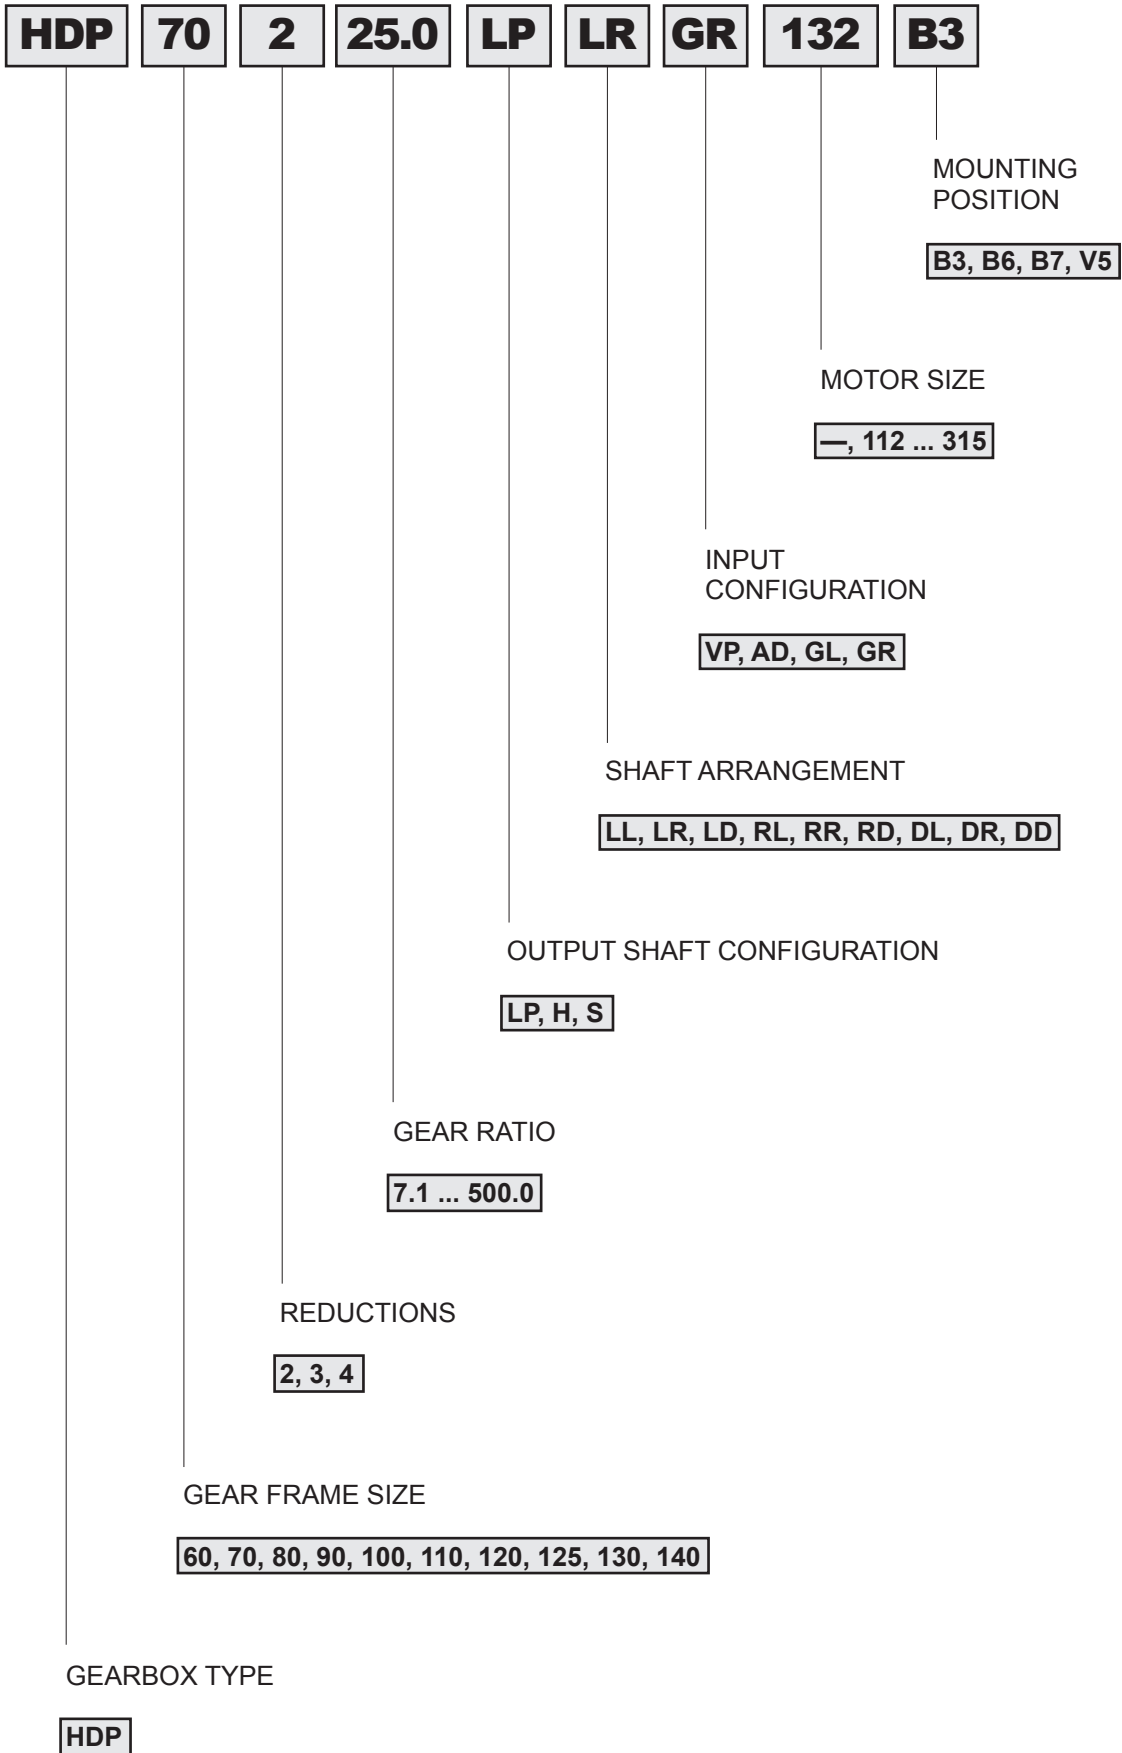 HDP 70 2 25.0 LP LR GR 132 B3
MOUNTING
POSITION
B3, B6, B7, V5
MOTOR SIZE
—, 112 ... 315
INPUT
CONFIGURATION
VP, AD, GL, GR
SHAFT ARRANGEMENT
LL, LR, LD, RL, RR, RD, DL, DR, DD
OUTPUT SHAFT CONFIGURATION
LP, H, S
GEAR RATIO
7.1 ... 500.0
REDUCTIONS
2, 3, 4
GEAR FRAME SIZE
60, 70, 80, 90, 100, 110, 120, 125, 130, 140
GEARBOX TYPE
HDP